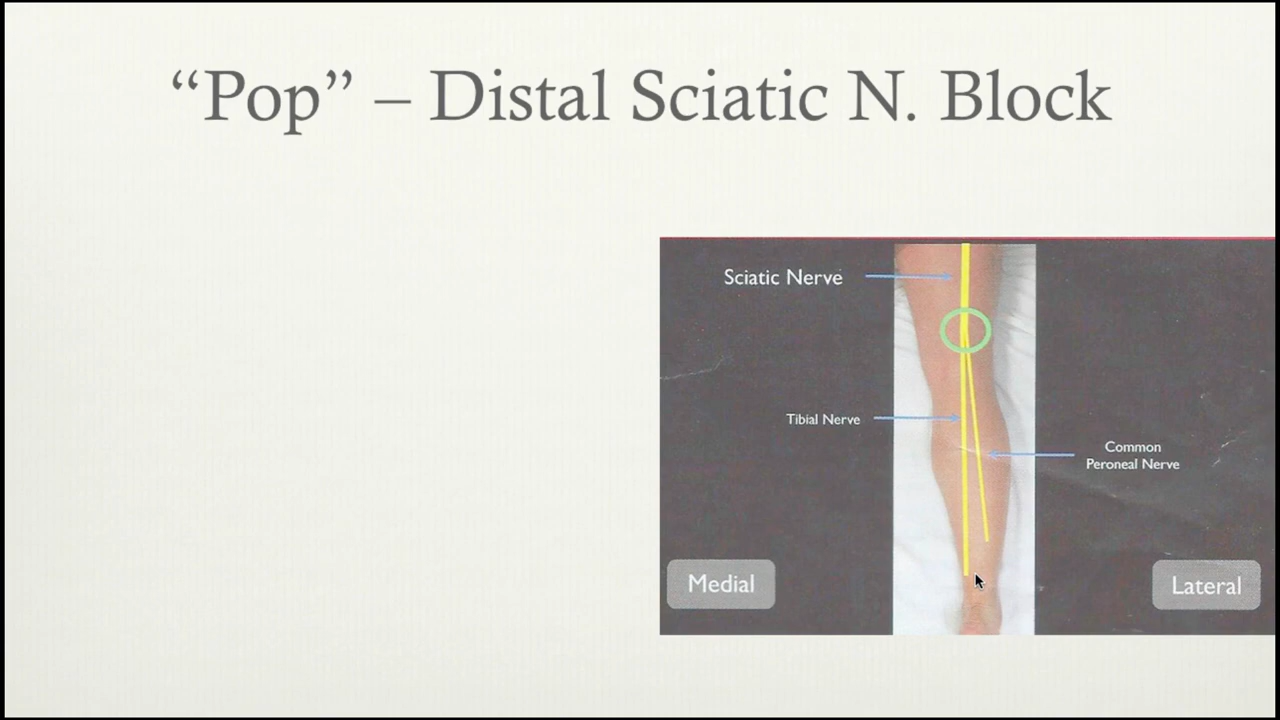 “Pop” – Distal Sciatic N. Block
Sciatic Nerve
Tibial Nerve
Common
Peroneal Nerve
Medial
Lateral